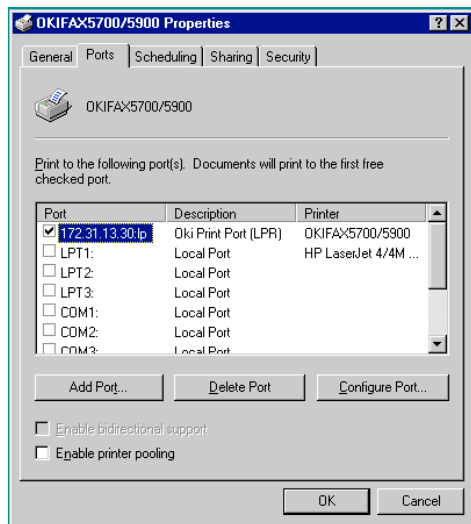 OKIFAX5700/5900 Properties
General Ports Scheduling Sharing Security
OKIFAX5700/5900
Print to the following port(s). Documents will print to the first free
checked port.
Port Description Printer
172.31.13.30:lp Oki Print Port (LPR) OKIFAX5700/5900
LPT1: Local Port HP LaserJet 4/4M ...
LPT2: Local Port
LPT3: Local Port
COM1: Local Port
COM2: Local Port
COM3: Local Port
Add Port... Delete Port Configure Port...
Enable bidirectional support
Enable printer pooling
OK Cancel